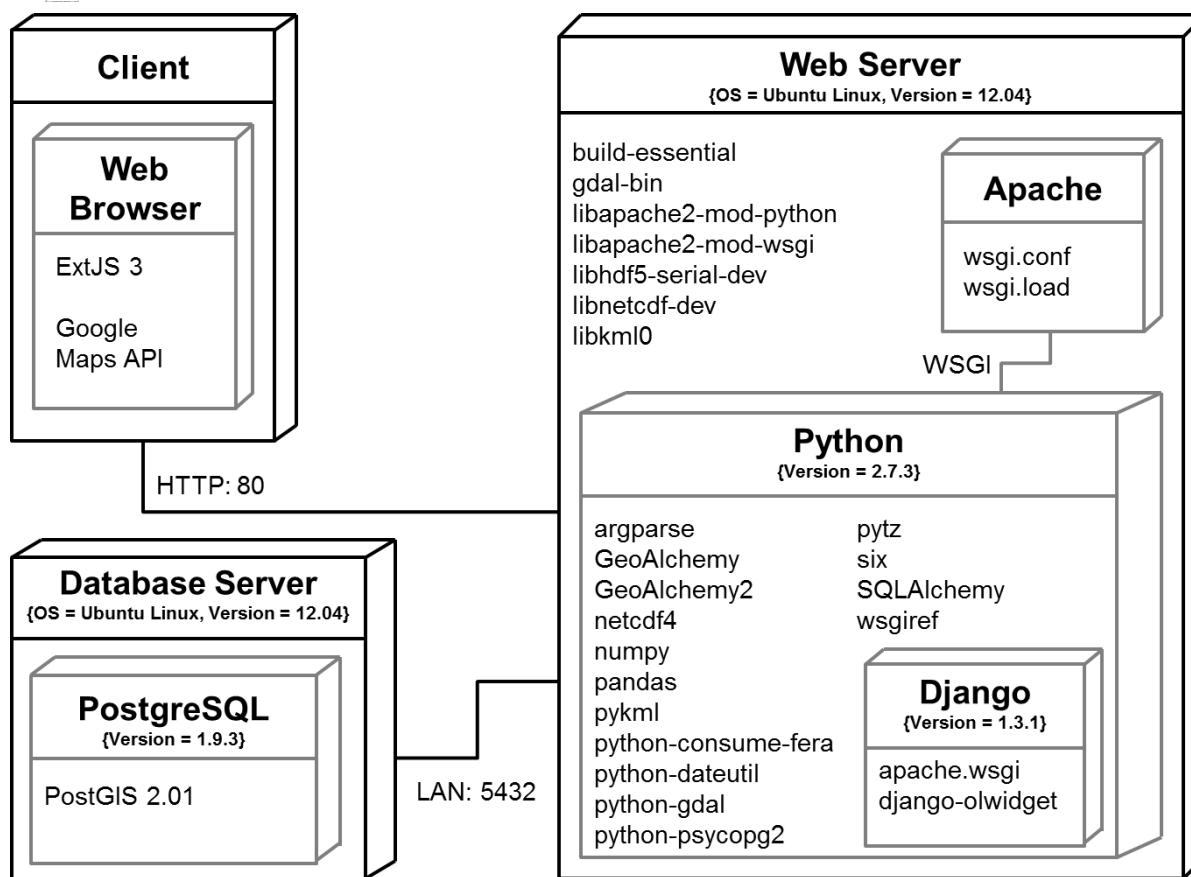 Client
Web
Browser
ExtJS 3
Google
Maps API
HTTP: 80
Database Server
{OS = Ubuntu Linux, Version = 12.04}
PostgreSQL
{Version = 1.9.3}
PostGIS 2.01
LAN: 5432
Web Server
{OS = Ubuntu Linux, Version = 12.04}
build-essential
gdal-bin
libapache2-mod-python
libapache2-mod-wsgi
libhdf5-serial-dev
libnetcdf-dev
libkml0
Apache
wsgi.conf
wsgi.load
WSGI
Python
{Version = 2.7.3}
argparse
GeoAlchemy
GeoAlchemy2
netcdf4
numpy
pandas
pykml
python-consume-fera
python-dateutil
python-gdal
python-psycopg2
pytz
six
SQLAlchemy
wsgiref
Django
{Version = 1.3.1}
apache.wsgi
django-olwidget